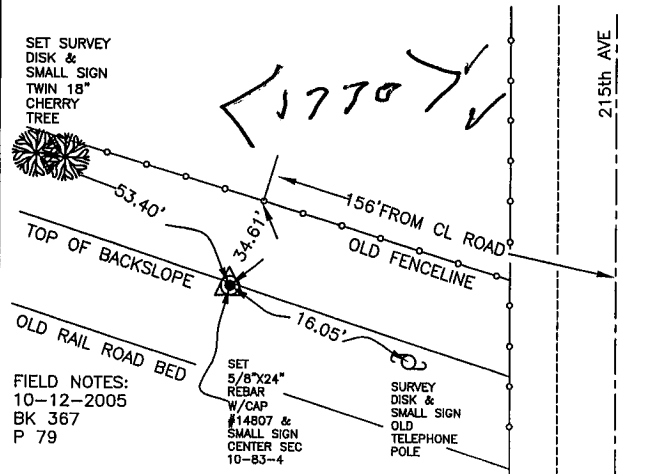 SET SURVEY
DISK &
SMALL SIGN
TWIN 18"
CHERRY
TREE
<1770>
215th AVE
53.40'
34.61'
156'FROM CL ROAD
OLD FENCELINE
TOP OF BACKSLOPE
16.05'
OLD RAIL ROAD BED
FIELD NOTES:
10-12-2005
BK 367
P 79
SET
5/8"X24"
REBAR
W/CAP
#14807 &
SMALL SIGN
CENTER SEC
10-83-4
SURVEY
DISK &
SMALL SIGN
OLD
TELEPHONE
POLE